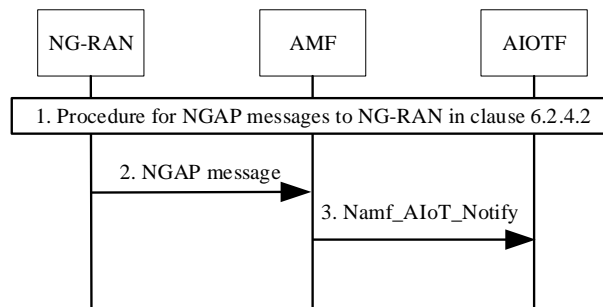 NG-RAN
AMF
AIOTF
1. Procedure for NGAP messages to NG-RAN in clause 6.2.4.2
2. NGAP message
3. Namf_AIoT_Notify